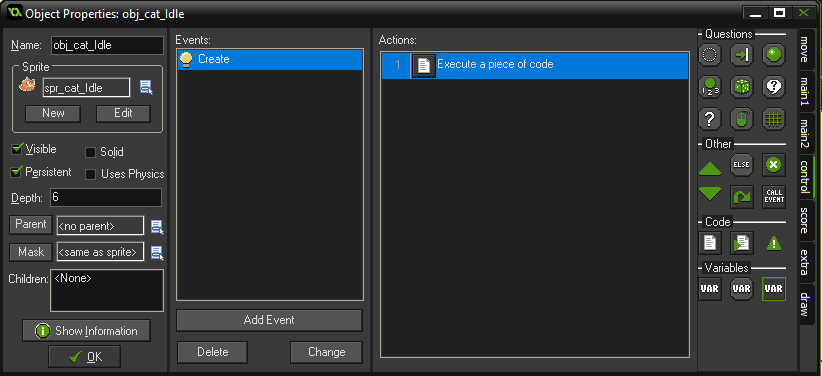 Object Properties: obj_cat_Idle
Name: obj_cat_Idle
Sprite
spr_cat_Idle
New Edit
Visible Solid
Persistent Uses Physics
Depth: 6
Parent <no parent>
Mask <same as sprite>
Children: <None>
Show Information
OK
Events:
Create
Add Event
Delete Change
Actions:
1 Execute a piece of code
Questions
1 2 3
?
?
Other
ELSE
CALL
EVENT
Code
Variables
VAR VAR VAR
move
main1
main2
control
score
extra
draw